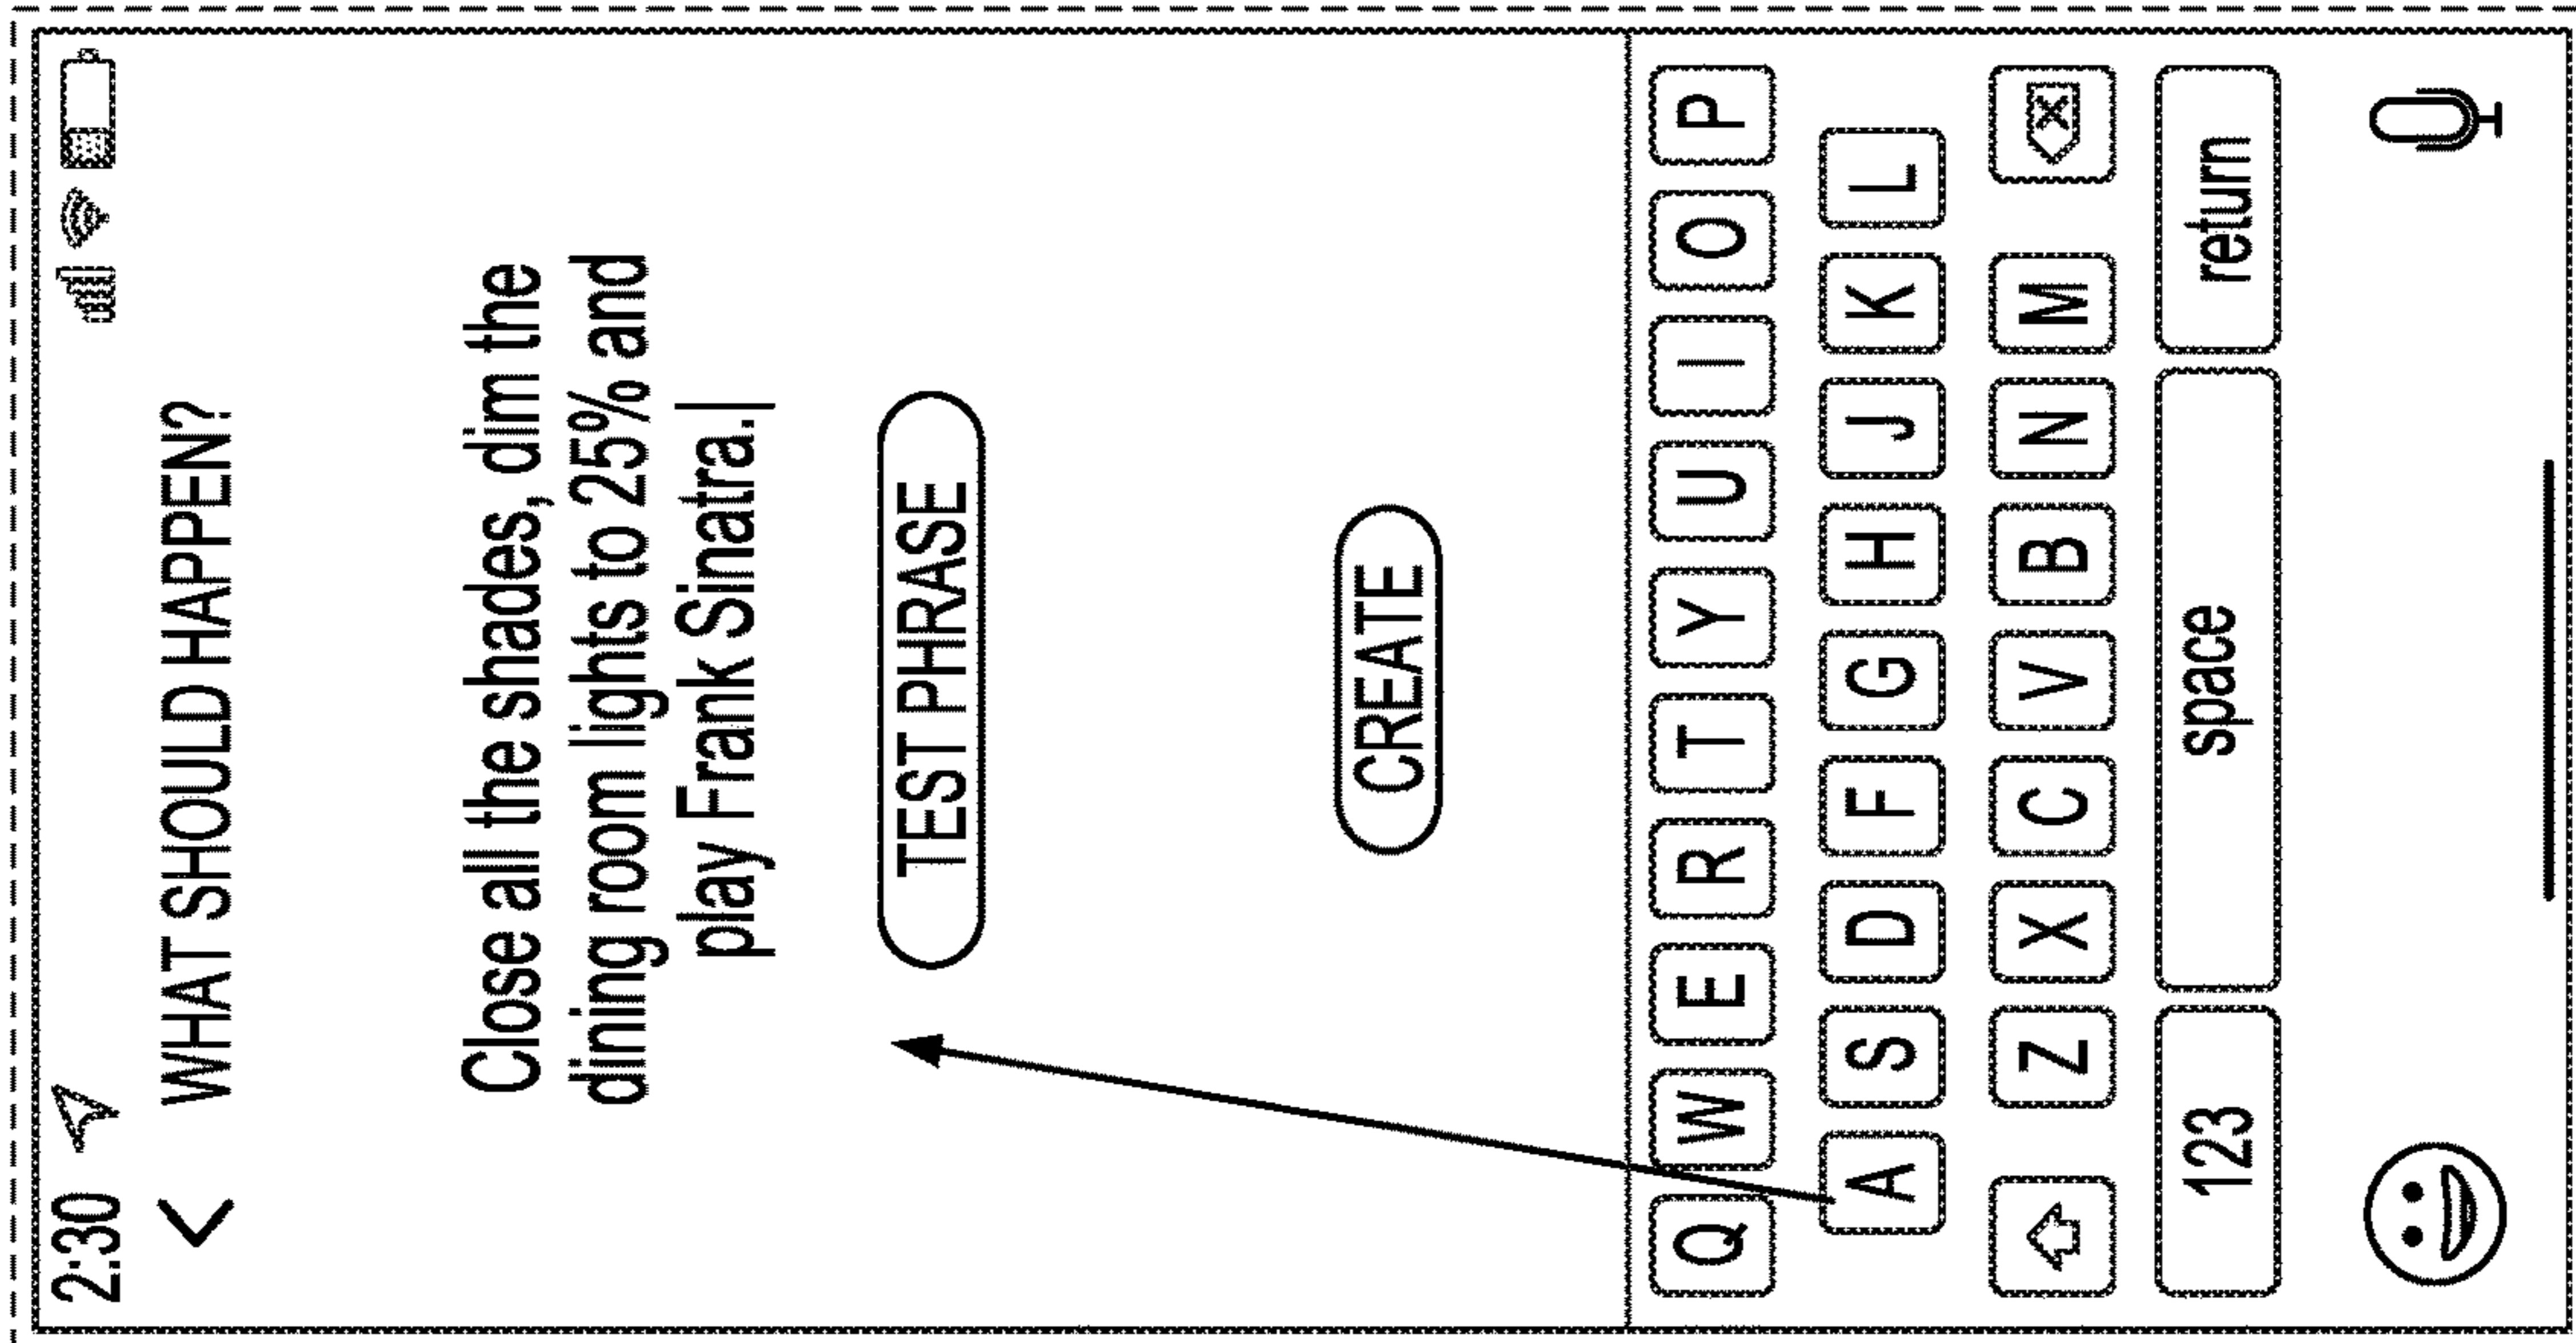 2:30
WHAT SHOULD HAPPEN?
Close all the shades, dim the
dining room lights to 25% and
play Frank Sinatra.
TEST PHRASE
CREATE
Q W E R T Y U I O P
A S D F G H J K L
Z X C V B N M
123 space return